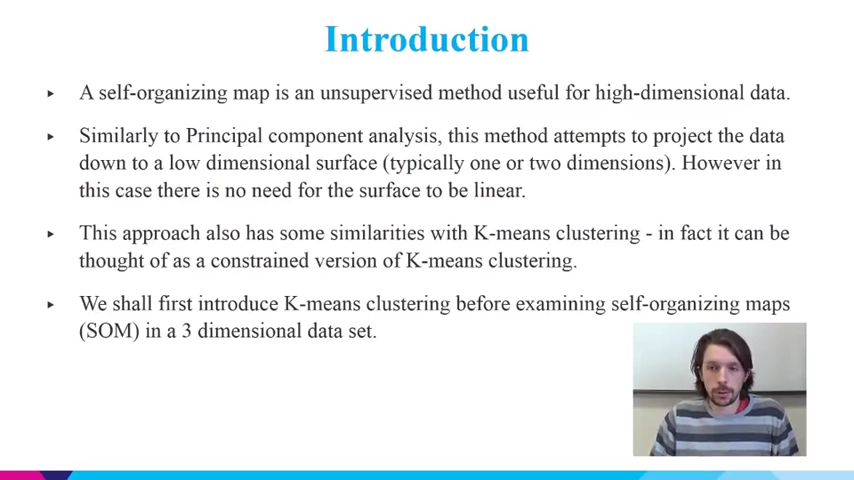 Introduction
A self-organizing map is an unsupervised method useful for high-dimensional data.
Similarly to Principal component analysis, this method attempts to project the data
down to a low dimensional surface (typically one or two dimensions). However in
this case there is no need for the surface to be linear.
This approach also has some similarities with K-means clustering - in fact it can be
thought of as a constrained version of K-means clustering.
We shall first introduce K-means clustering before examining self-organizing maps
(SOM) in a 3 dimensional data set.